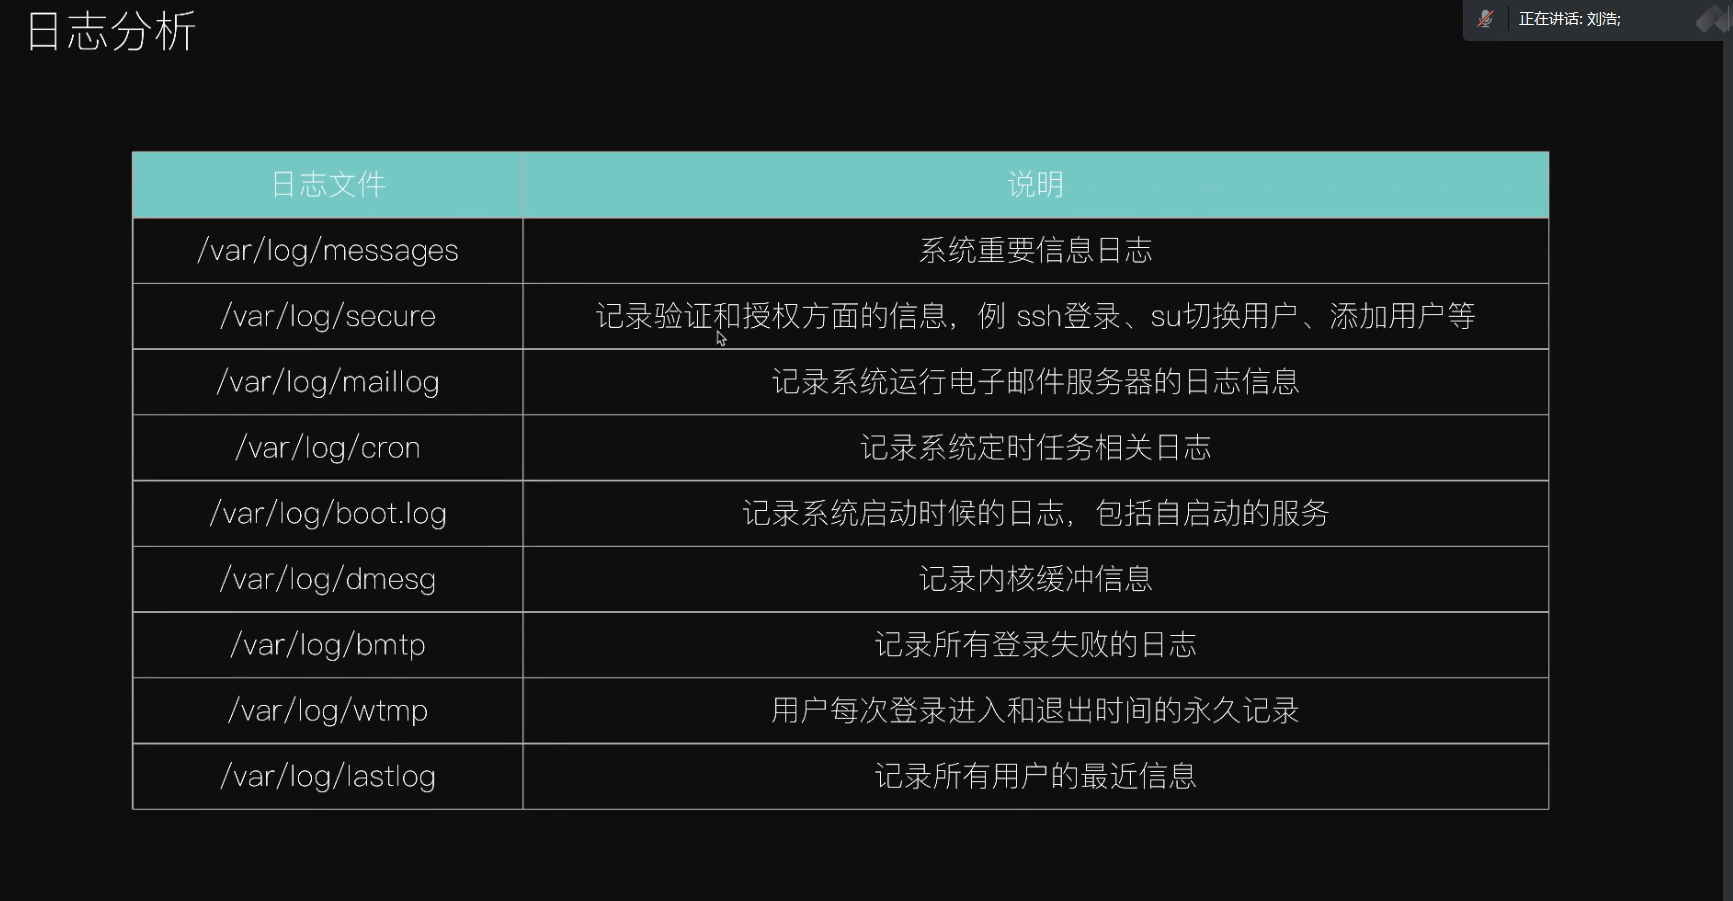 日志分析
正在讲话: 刘浩;
日志文件 说明
/var/log/messages 系统重要信息日志
/var/log/secure 记录验证和授权方面的信息，例 ssh登录、su切换用户、添加用户等
/var/log/maillog 记录系统运行电子邮件服务器的日志信息
/var/log/cron 记录系统定时任务相关日志
/var/log/boot.log 记录系统启动时候的日志，包括自启动的服务
/var/log/dmesg 记录内核缓冲信息
/var/log/bmtp 记录所有登录失败的日志
/var/log/wtmp 用户每次登录进入和退出时间的永久记录
/var/log/lastlog 记录所有用户的最近信息